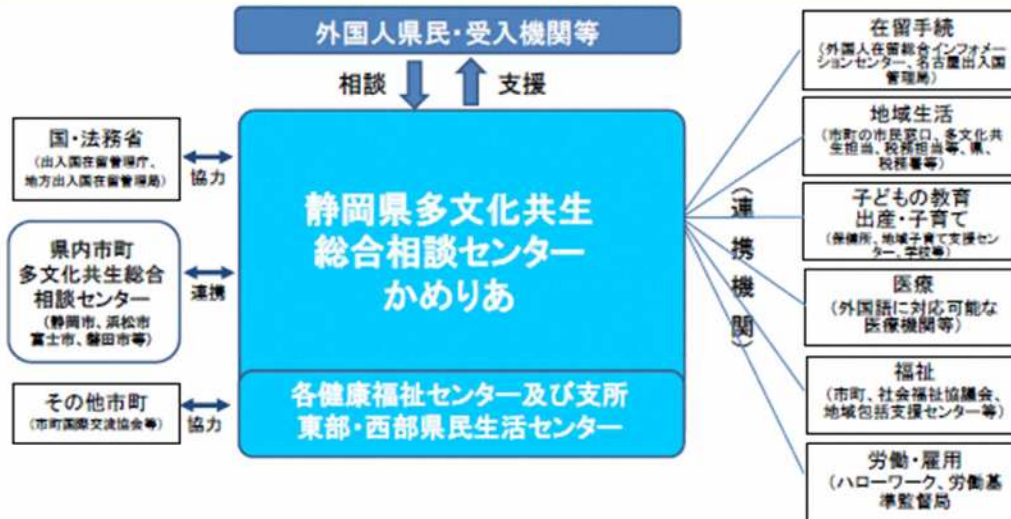 外国人県民・受入機関等
相談
支援
国・法務省
(出入国在留管理庁、
地方出入国在留管理局)
協力
県内市町
多文化共生総合
相談センター
(静岡市、浜松市
富士市、磐田市等)
連携
その他市町
(市町国際交流協会等)
協力
静岡県多文化共生
総合相談センター
かめりあ
各健康福祉センター及び支所
東部・西部県民生活センター
(連携機関)
在留手続
(外国人在留総合インフォメ
ーションセンター、名古屋出入国
管理局)
地域生活
(市町の市民窓口、多文化共
生担当、税務担当等、県、
税務署等)
子どもの教育
出産・子育て
(保健所、地域子育て支援セン
ター、学校等)
医療
(外国語に対応可能な
医療機関等)
福祉
(市町、社会福祉協議会、
地域包括支援センター等)
労働・雇用
(ハローワーク、労働基
準監督局